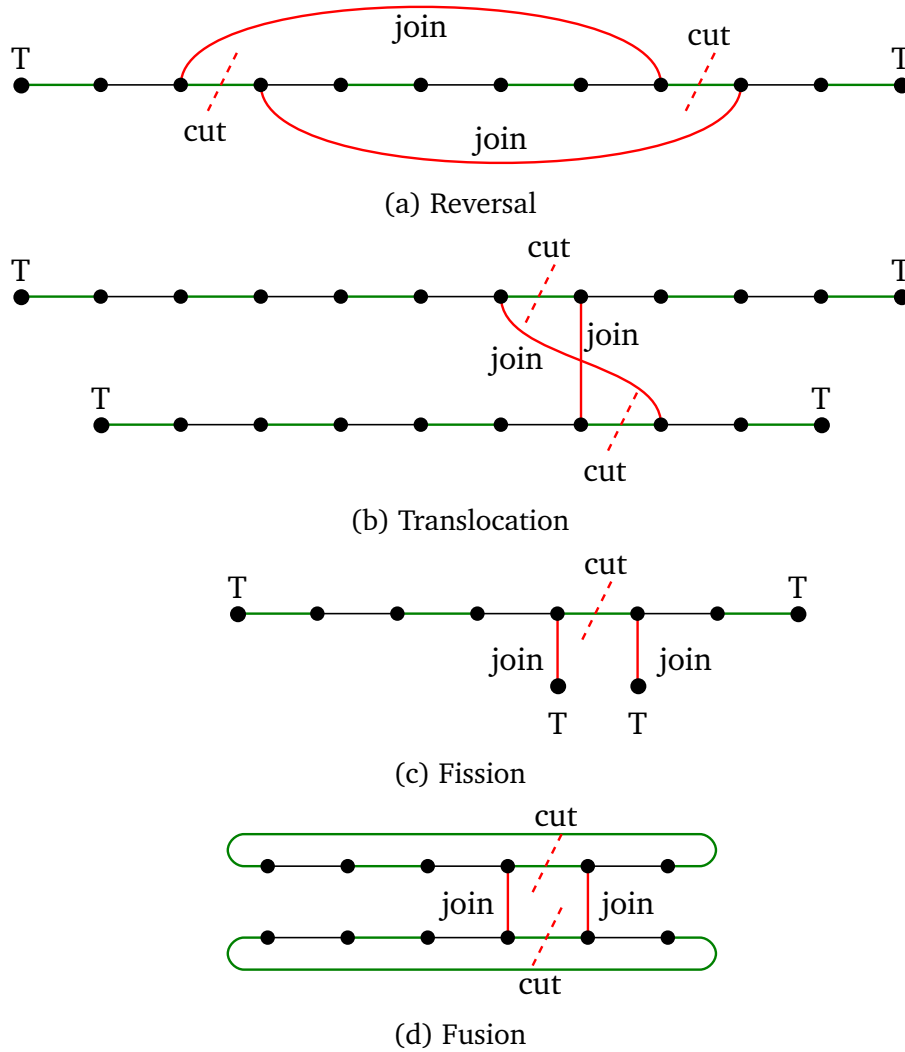 join
T cut T
cut
join
(a) Reversal
cut
T T
join
join
T T
cut
(b) Translocation
cut
T T
join join
T T
(c) Fission
cut
join join
cut
(d) Fusion